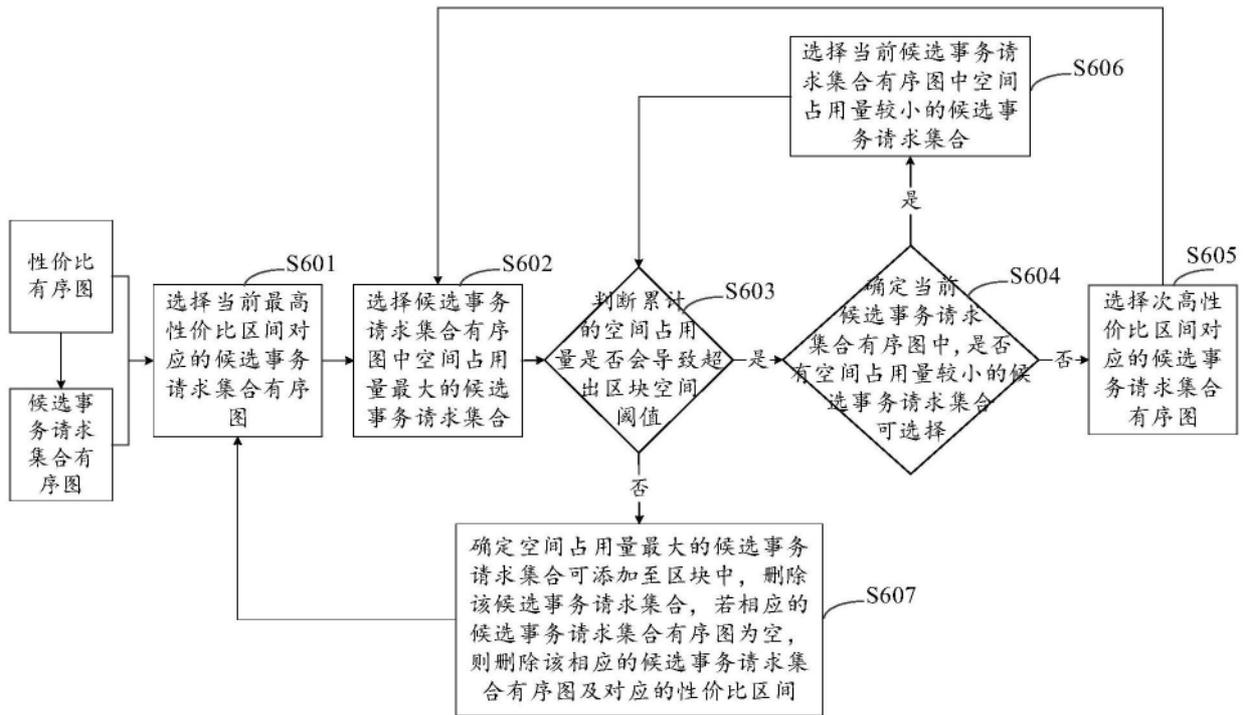 性价比
有序图
候选事
务请求
集合有
序图
S601
选择当前最高
性价比区间对
应的候选事务
请求集合有序
图
S602
选择候选事务
请求集合有序
图中空间占用
量最大的候选
事务请求集合
S603
判断累计
的空间占用
量是否会导致超
出区块空间
阈值
是
否
S604
确定当前
候选事务请求
集合有序图中,是否
有空间占用量较小的候
选事务请求集合
可选择
是
否
S605
选择次高性
价比区间对
应的候选事
务请求集合
有序图
S606
选择当前候选事务请
求集合有序图中空间
占用量较小的候选事
务请求集合
S607
确定空间占用量最大的候选事务
请求集合可添加至区块中，删除
该候选事务请求集合，若相应的
候选事务请求集合有序图为空，
则删除该相应的候选事务请求集
合有序图及对应的性价比区间